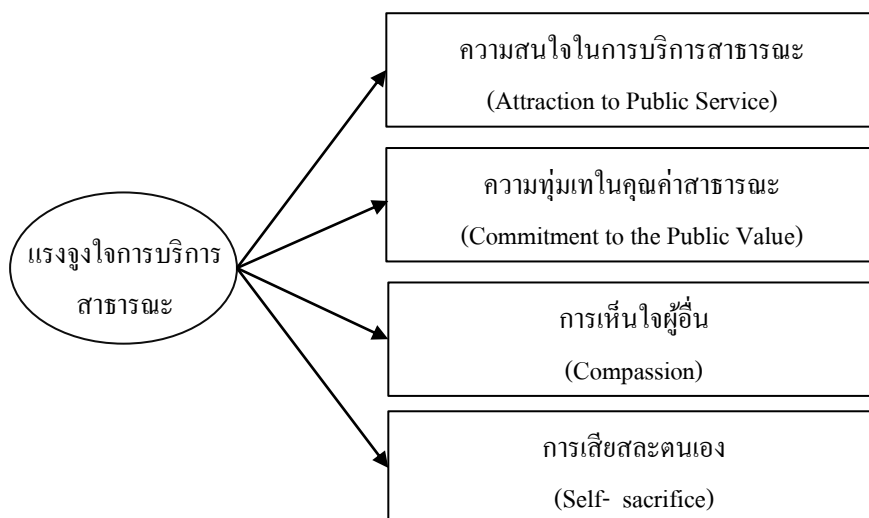 ความสนใจในการบริการสาธารณะ
(Attraction to Public Service)
ความทุ่มเทในคุณค่าสาธารณะ
(Commitment to the Public Value)
แรงจูงใจการบริการ
สาธารณะ
การเห็นใจผู้อื่น
(Compassion)
การเสียสละตนเอง
(Self- sacrifice)